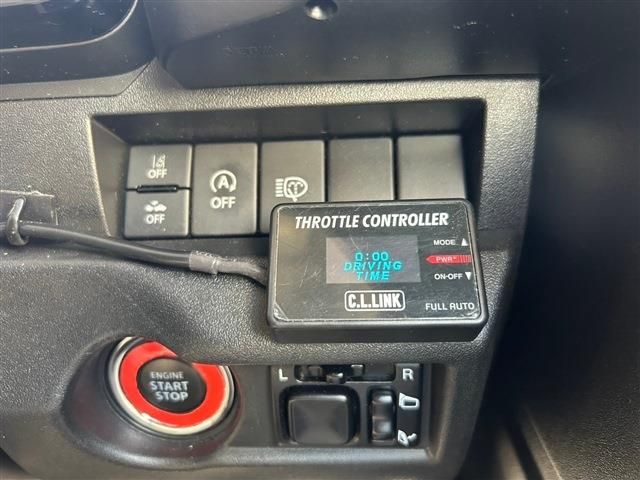 OFF
OFF
A
OFF
THROTTLE CONTROLLER
0:00
DRIVING
TIME
MODE ▲
PWR
ON-OFF ▼
C.L.LINK
FULL AUTO
ENGINE
START
STOP
L
R